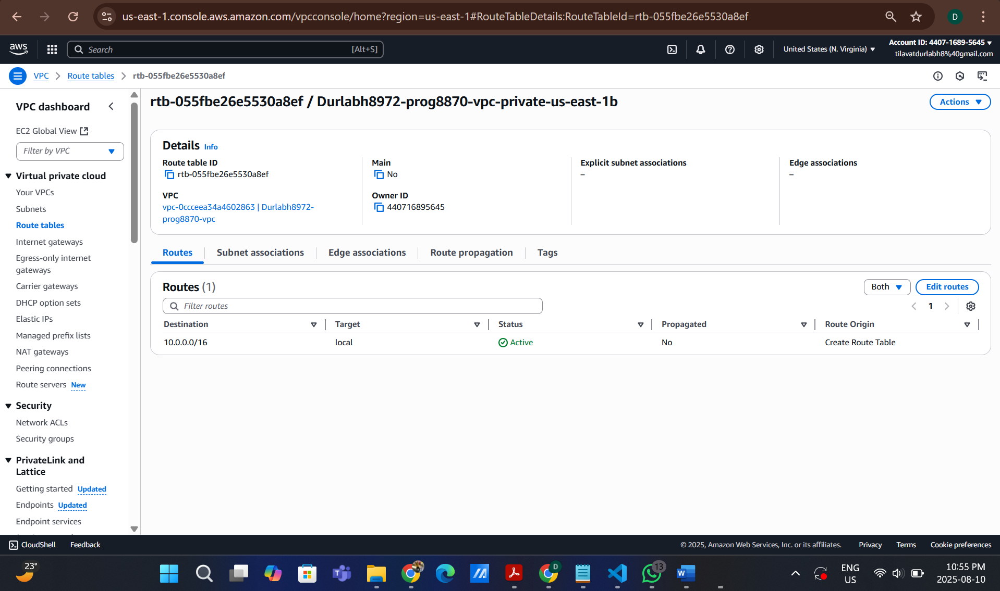 us-east-1.console.aws.amazon.com/vpcconsole/home?region=us-east-1#RouteTableDetails:RouteTableId=rtb-055fbe26e5530a8ef
D
aws
Search
[Alt+S]
United States (N. Virginia)
Account ID: 4407-1689-5645
tilavatdurlabh8%40gmail.com
VPC
Route tables
rtb-055fbe26e5530a8ef
VPC dashboard
EC2 Global View
Filter by VPC
Virtual private cloud
Your VPCs
Subnets
Route tables
Internet gateways
Egress-only internet
gateways
Carrier gateways
DHCP option sets
Elastic IPs
Managed prefix lists
NAT gateways
Peering connections
Route servers New
Security
Network ACLs
Security groups
PrivateLink and
Lattice
Getting started Updated
Endpoints Updated
Endpoint services
rtb-055fbe26e5530a8ef / Durlabh8972-prog8870-vpc-private-us-east-1b
Actions
Details Info
Route table ID
rtb-055fbe26e5530a8ef
VPC
vpc-0ccceea34a4602863 | Durlabh8972-
prog8870-vpc
Main
No
Owner ID
440716895645
Explicit subnet associations
–
Edge associations
–
Routes
Subnet associations
Edge associations
Route propagation
Tags
Routes (1)
Both
Edit routes
Filter routes
1
Destination Target Status Propagated Route Origin
10.0.0.0/16 local Active No Create Route Table
CloudShell
Feedback
© 2025, Amazon Web Services, Inc. or its affiliates.
Privacy
Terms
Cookie preferences
23°
T
D
13
W
ENG
US
10:55 PM
2025-08-10